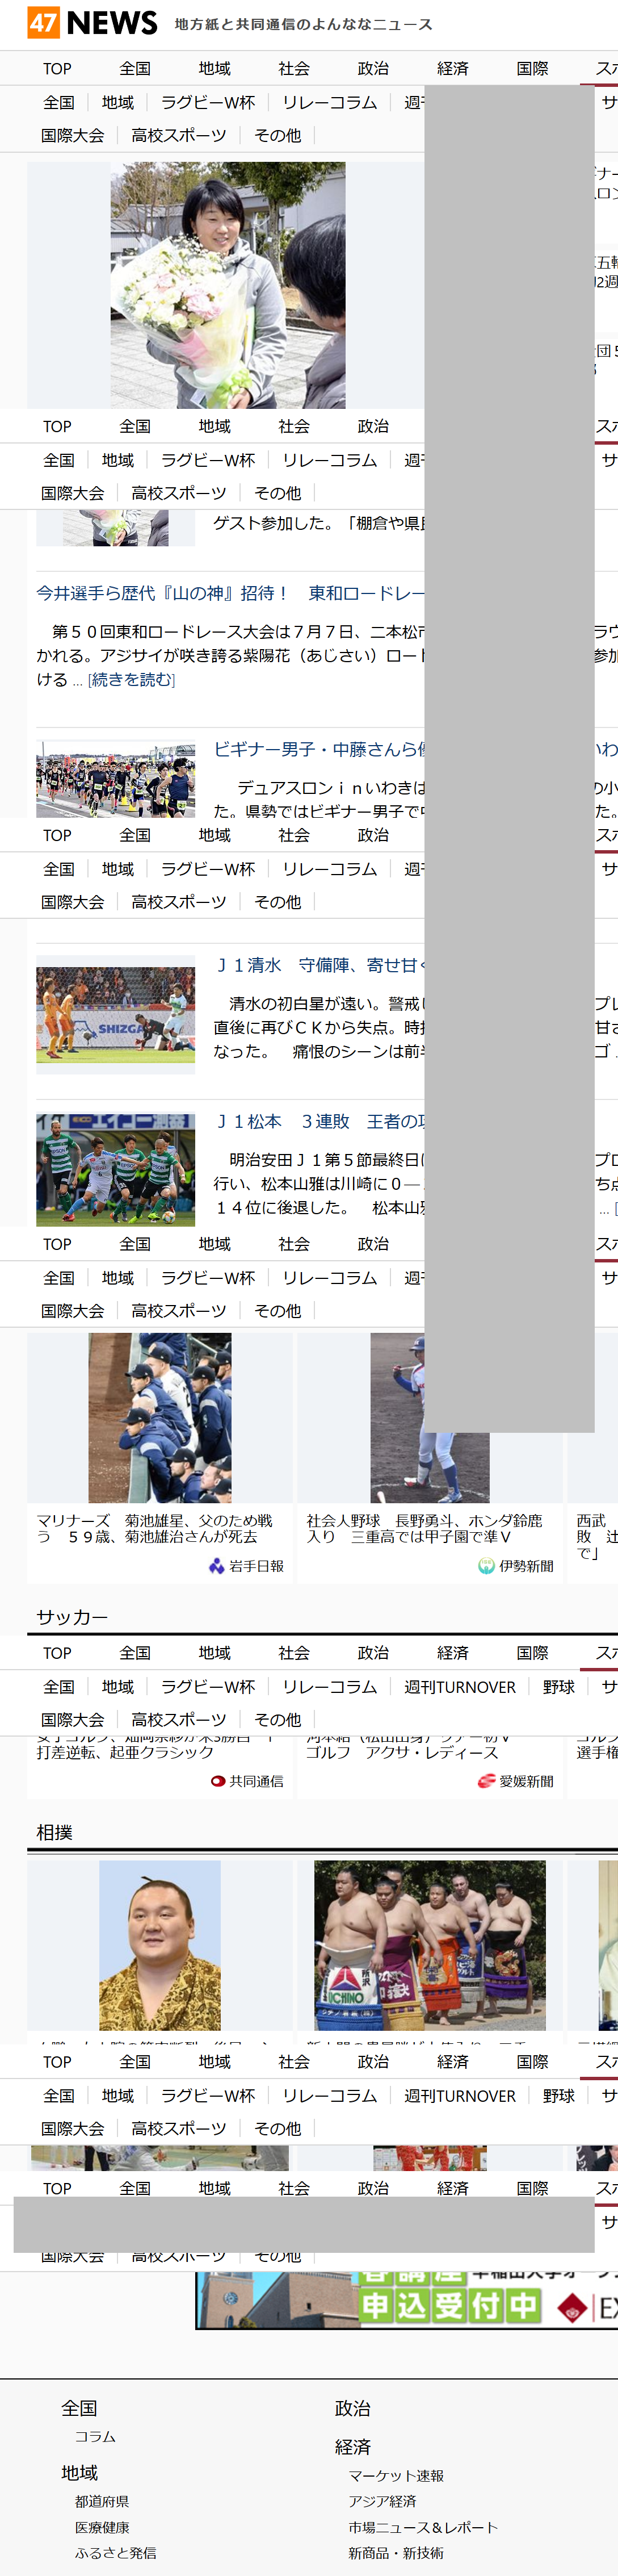 47 NEWS 地方紙と共同通信のよんななニュース
TOP 全国 地域 社会 政治 経済 国際 スポ
全国 地域 ラグビーW杯 リレーコラム 週 サ
国際大会 高校スポーツ その他
TOP 全国 地域 社会 政治 スポ
全国 地域 ラグビーW杯 リレーコラム 週 サ
国際大会 高校スポーツ その他
ゲスト参加した。「棚倉や県
今井選手ら歴代『山の神』招待！　東和ロードレー
第５０回東和ロードレース大会は７月７日、二本松
かれる。アジサイが咲き誇る紫陽花（あじさい）ロー 参加
ける ... [続きを読む]
ビギナー男子・中藤さんら いわ
デュアスロンｉｎいわきは の小
た。県勢ではビギナー男子で た。
TOP 全国 地域 社会 政治 スポ
全国 地域 ラグビーW杯 リレーコラム 週 サ
国際大会 高校スポーツ その他
Ｊ１清水　守備陣、寄せ甘
清水の初白星が遠い。警戒 プレ
直後に再びＣＫから失点。時
なった。　痛恨のシーンは前 ゴ
Ｊ１松本　３連敗　王者の
明治安田Ｊ１第５節最終日 プロ
行い、松本山雅は川崎に０― ち点
１４位に後退した。　松本山 ... [
TOP 全国 地域 社会 政治 スポ
全国 地域 ラグビーW杯 リレーコラム 週 サ
国際大会 高校スポーツ その他
マリナーズ　菊池雄星、父のため戦
う　５９歳、菊池雄治さんが死去
岩手日報
社会人野球　長野勇斗、ホンダ鈴鹿
入り　三重高では甲子園で準Ｖ
伊勢新聞
西武
敗　辻
で」
サッカー
TOP 全国 地域 社会 政治 経済 国際 スポ
全国 地域 ラグビーW杯 リレーコラム 週刊TURNOVER 野球 サ
国際大会 高校スポーツ その他
打差逆転、起亜クラシック
共同通信
ゴルフ　アクサ・レディース
愛媛新聞
選手権
相撲
TOP 全国 地域 社会 政治 経済 国際 スポ
全国 地域 ラグビーW杯 リレーコラム 週刊TURNOVER 野球 サ
国際大会 高校スポーツ その他
TOP 全国 地域 社会 政治 経済 国際 スポ
サ
国際大会 高校スポーツ その他
申込受付中 EX
全国
コラム
地域
都道府県
医療健康
ふるさと発信
政治
経済
マーケット速報
アジア経済
市場ニュース＆レポート
新商品・新技術